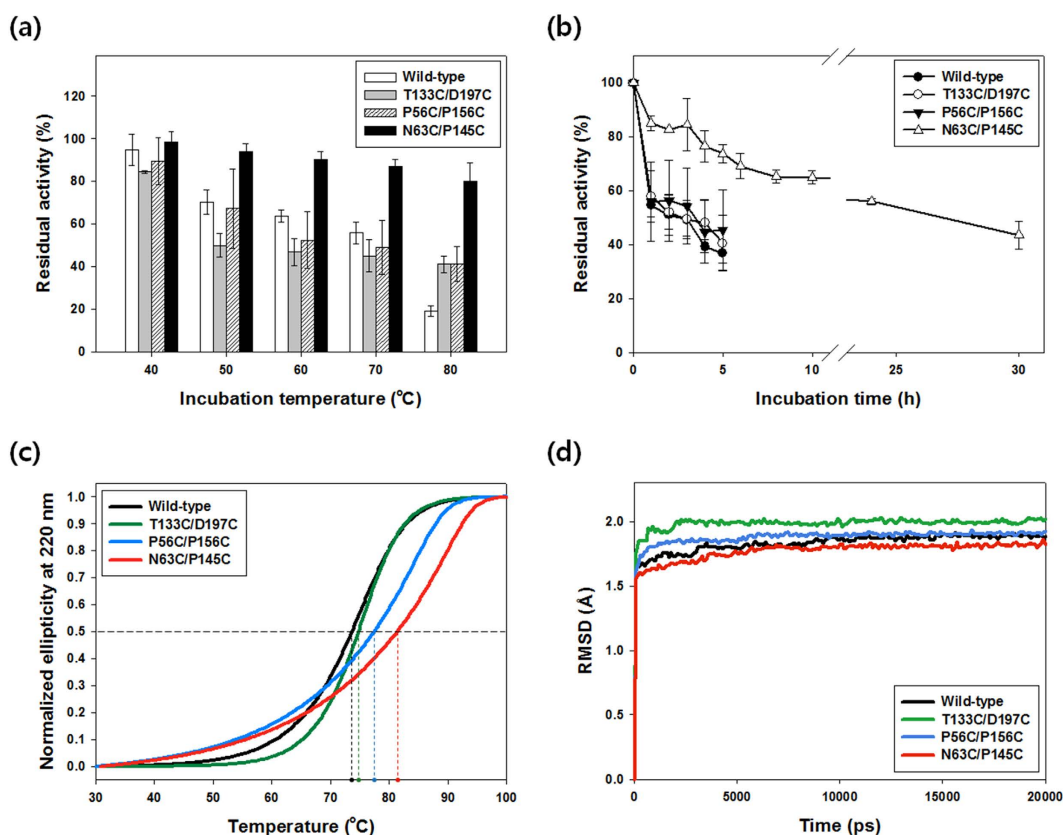 (a)
Residual activity (%)
120
100
80
60
40
20
0
Wild-type
T133C/D197C
P56C/P156C
N63C/P145C
40 50 60 70 80
Incubation temperature (°C)
(b)
Residual activity (%)
100
80
60
40
20
0
Wild-type
T133C/D197C
P56C/P156C
N63C/P145C
0 5 10 25 30
Incubation time (h)
(c)
Normalized ellipticity at 220 nm
1.0
0.9
0.8
0.7
0.6
0.5
0.4
0.3
0.2
0.1
0.0
Wild-type
T133C/D197C
P56C/P156C
N63C/P145C
30 40 50 60 70 80 90 100
Temperature (°C)
(d)
RMSD (Å)
2.0
1.5
1.0
0.5
0.0
Wild-type
T133C/D197C
P56C/P156C
N63C/P145C
0 5000 10000 15000 20000
Time (ps)